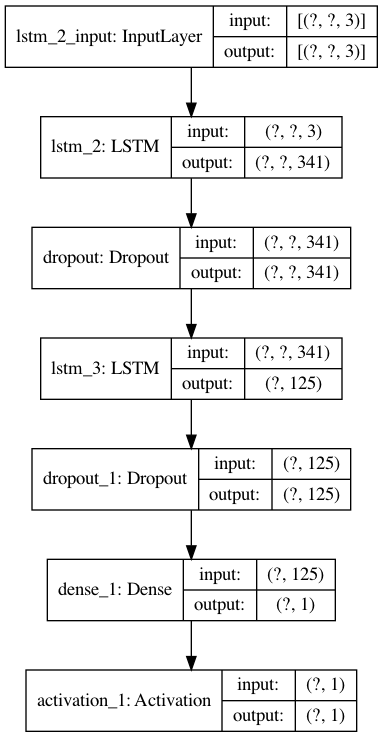 lstm_2_input: InputLayer input: [(?, ?, 3)]
output: [(?, ?, 3)]
lstm_2: LSTM input: (?, ?, 3)
output: (?, ?, 341)
dropout: Dropout input: (?, ?, 341)
output: (?, ?, 341)
lstm_3: LSTM input: (?, ?, 341)
output: (?, 125)
dropout_1: Dropout input: (?, 125)
output: (?, 125)
dense_1: Dense input: (?, 125)
output: (?, 1)
activation_1: Activation input: (?, 1)
output: (?, 1)